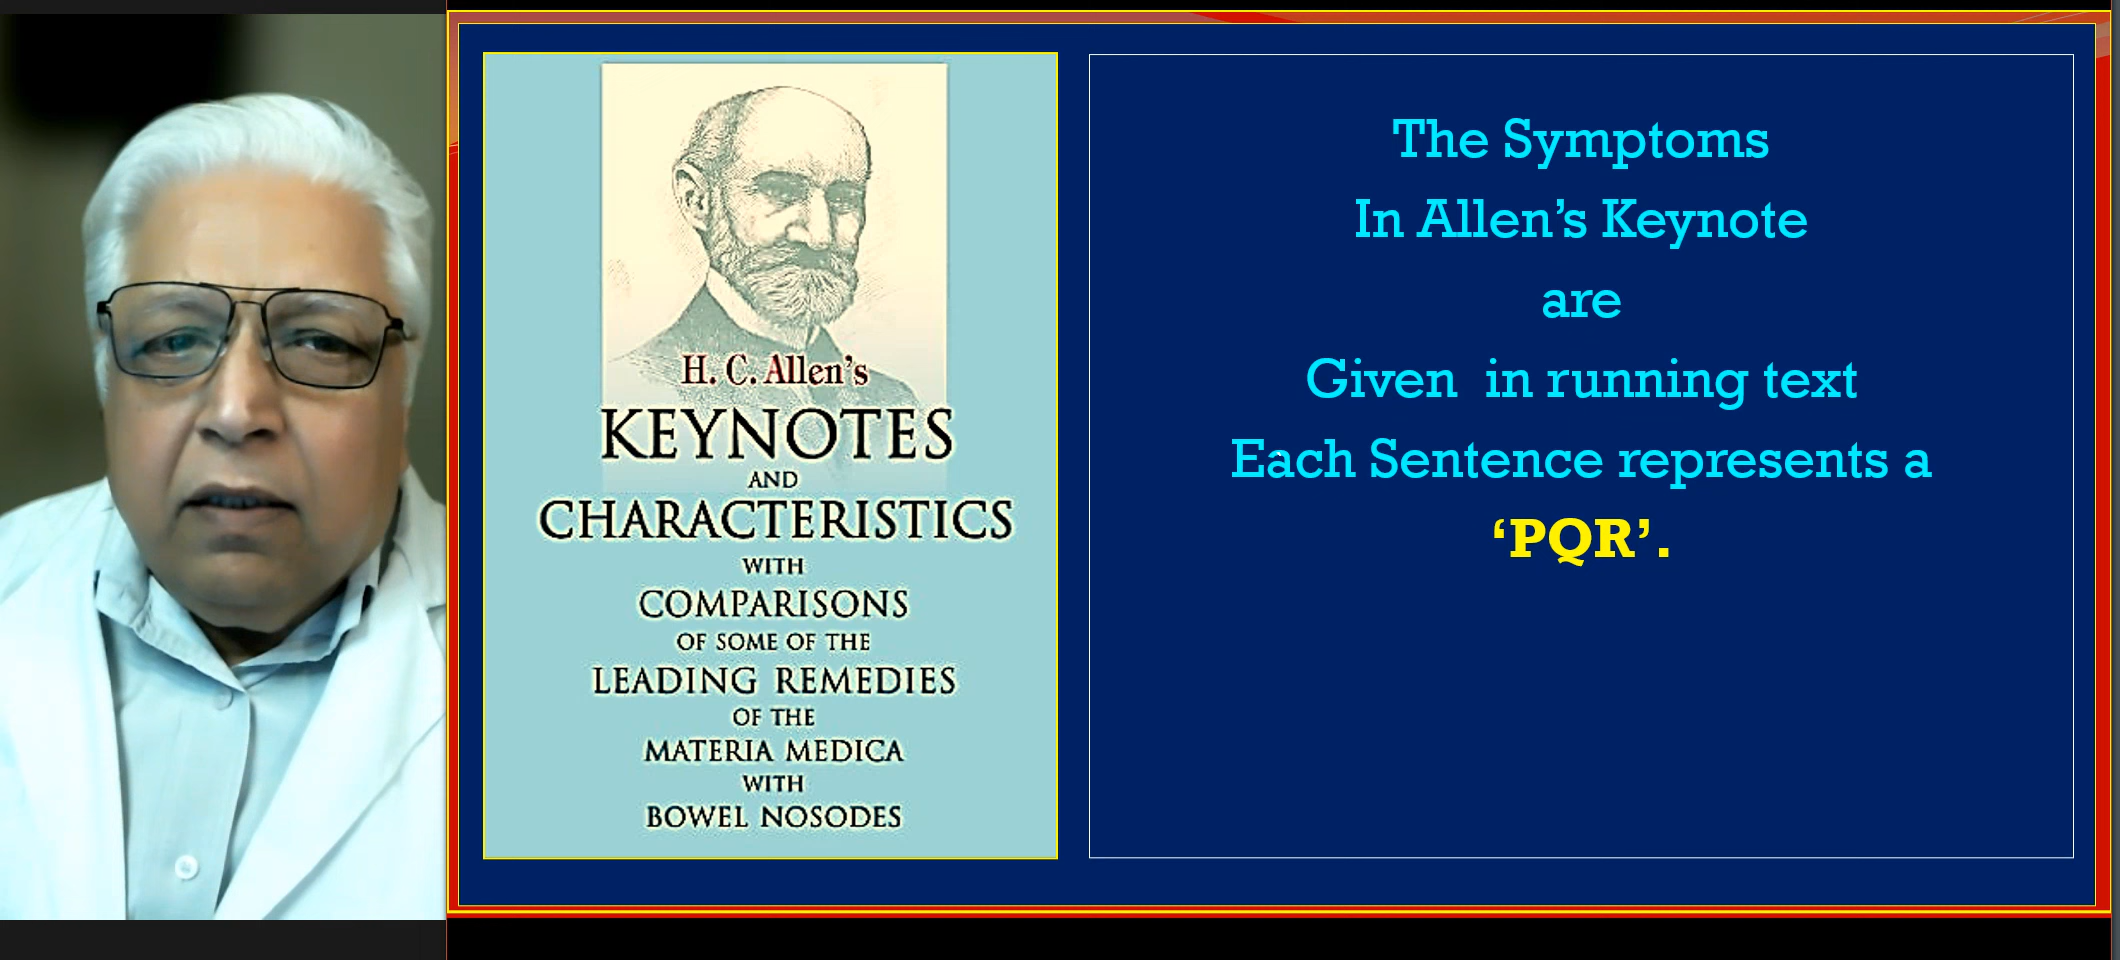 H. C. Allen's
KEYNOTES
AND
CHARACTERISTICS
WITH
COMPARISONS
OF SOME OF THE
LEADING REMEDIES
OF THE
MATERIA MEDICA
WITH
BOWEL NOSODES
The Symptoms
In Allen’s Keynote
are
Given in running text
Each Sentence represents a
‘PQR’.